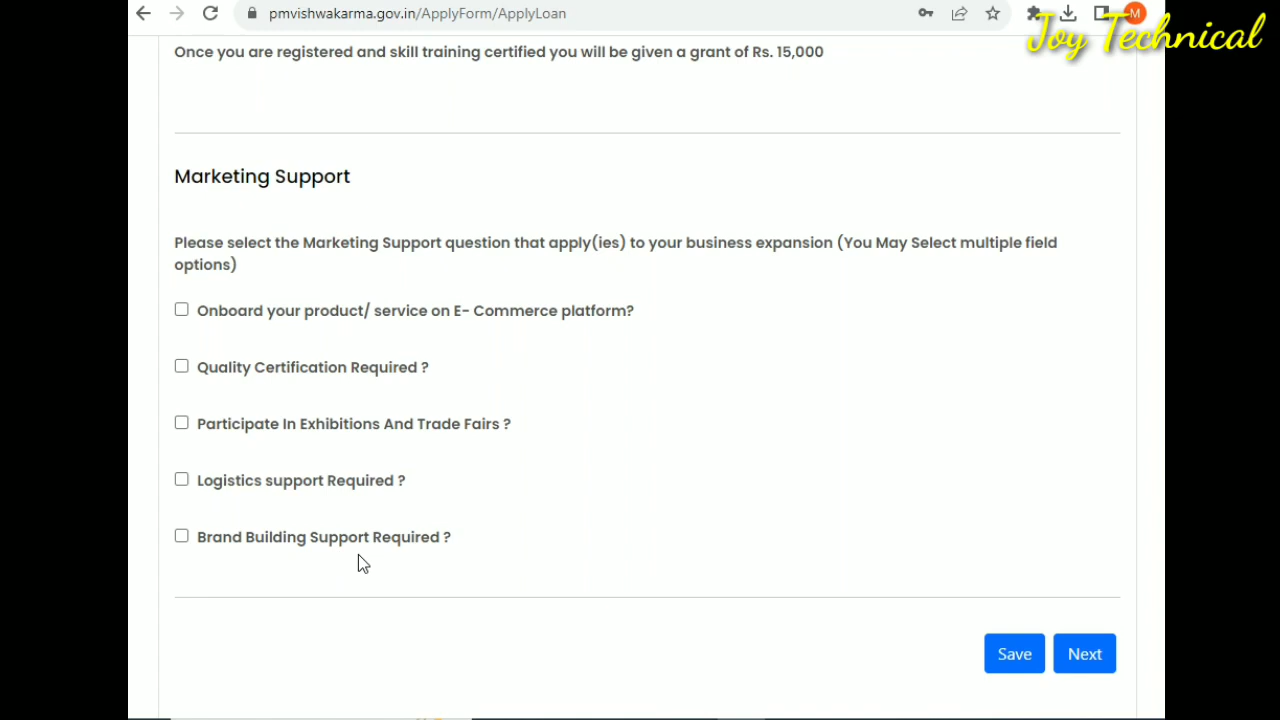 pmvishwakarma.gov.in/ApplyForm/ApplyLoan
M
Joy Technical
Once you are registered and skill training certified you will be given a grant of Rs. 15,000
Marketing Support
Please select the Marketing Support question that apply(ies) to your business expansion (You May Select multiple field
options)
Onboard your product/ service on E- Commerce platform?
Quality Certification Required ?
Participate In Exhibitions And Trade Fairs ?
Logistics support Required ?
Brand Building Support Required ?
Save Next